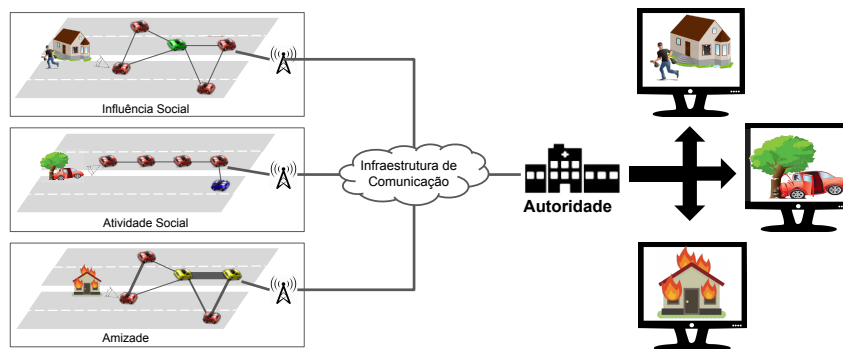 Influência Social
Atividade Social
Amizade
Infraestrutura de
Comunicação
Autoridade